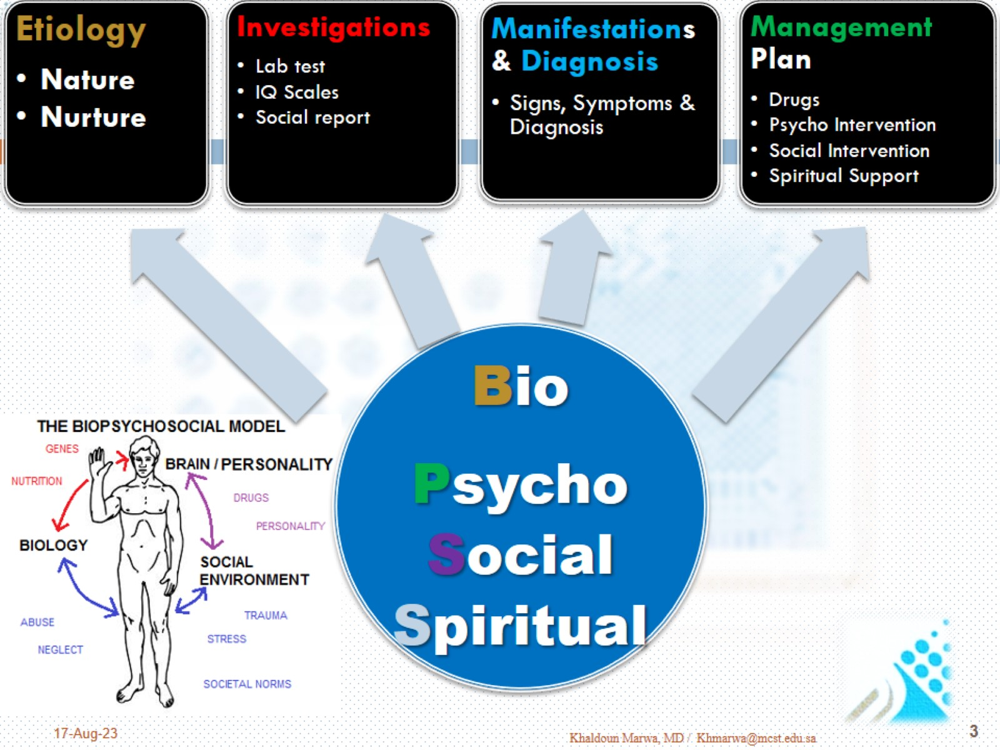 Etiology
• Nature
• Nurture
Investigations
• Lab test
• IQ Scales
• Social report
Manifestations
& Diagnosis
• Signs, Symptoms &
Diagnosis
Management
Plan
• Drugs
• Psycho Intervention
• Social Intervention
• Spiritual Support
Bio
Psycho
Social
Spiritual
THE BIOPSYCHOSOCIAL MODEL
GENES
BRAIN / PERSONALITY
NUTRITION
DRUGS
PERSONALITY
BIOLOGY
SOCIAL
ENVIRONMENT
ABUSE
TRAUMA
STRESS
NEGLECT
SOCIETAL NORMS
17-Aug-23
Khaldoun Marwa, MD / Khmarwa@mcst.edu.sa
3